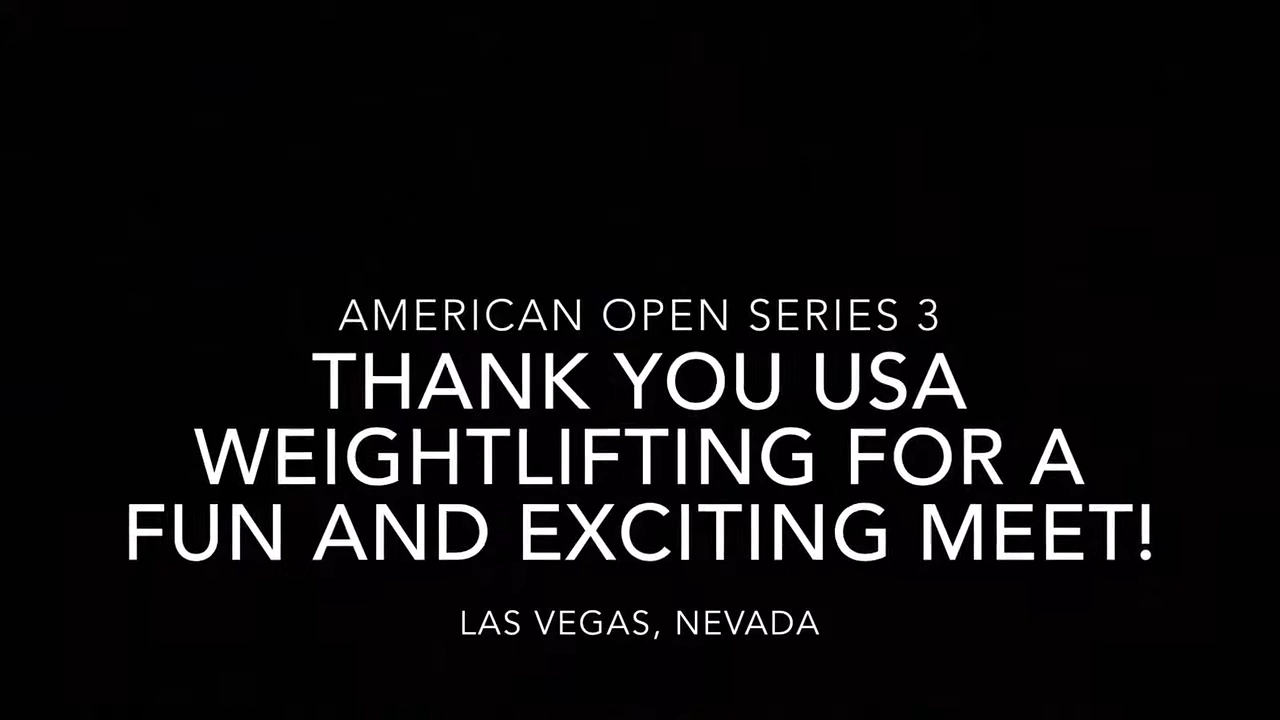 AMERICAN OPEN SERIES 3
THANK YOU USA
WEIGHTLIFTING FOR A
FUN AND EXCITING MEET!
LAS VEGAS, NEVADA